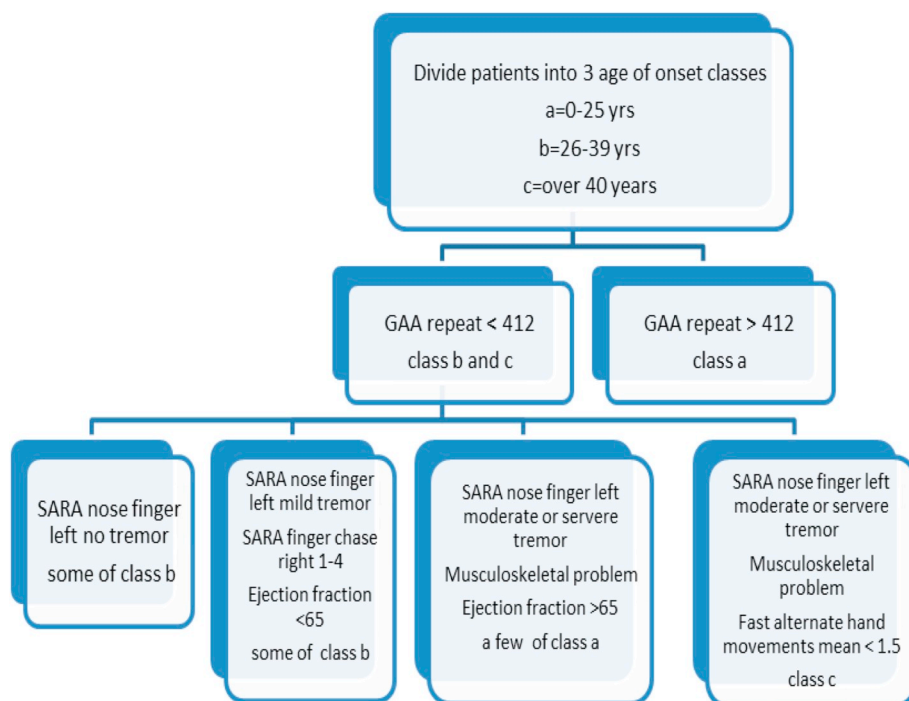 Divide patients into 3 age of onset classes
a=0-25 yrs
b=26-39 yrs
c=over 40 years
GAA repeat < 412
class b and c
GAA repeat > 412
class a
SARA nose finger
left no tremor
some of class b
SARA nose finger
left mild tremor
SARA finger chase
right 1-4
Ejection fraction
<65
some of class b
SARA nose finger left
moderate or servere
tremor
Musculoskeletal problem
Ejection fraction >65
a few of class a
SARA nose finger left
moderate or servere
tremor
Musculoskeletal
problem
Fast alternate hand
movements mean < 1.5
class c